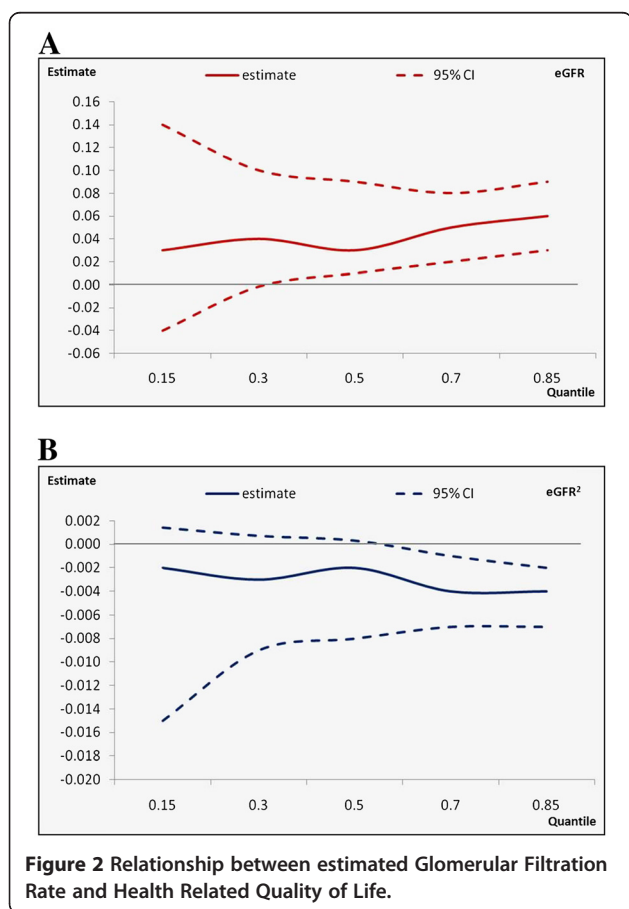 A
Estimate
estimate
95% CI
eGFR
0.16
0.14
0.12
0.10
0.08
0.06
0.04
0.02
0.00
-0.02
-0.04
-0.06
0.15 0.3 0.5 0.7 0.85
Quantile
B
Estimate
estimate
95% CI
eGFR²
0.002
0.000
-0.002
-0.004
-0.006
-0.008
-0.010
-0.012
-0.014
-0.016
-0.018
-0.020
0.15 0.3 0.5 0.7 0.85
Quantile
Figure 2 Relationship between estimated Glomerular Filtration
Rate and Health Related Quality of Life.